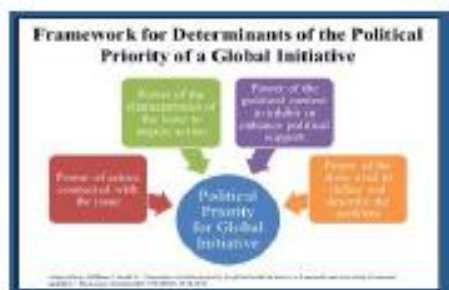 Framework for Determinants of the Political
Priority of a Global Initiative
Power of the
characteristics of
the issue to
inspire action
Power of the
political context
to inhibit or
enhance political
support
Power of actors
connected with
the issue
Power of the
ideas used to
define and
describe the
problem
Political
Priority
for Global
Initiative